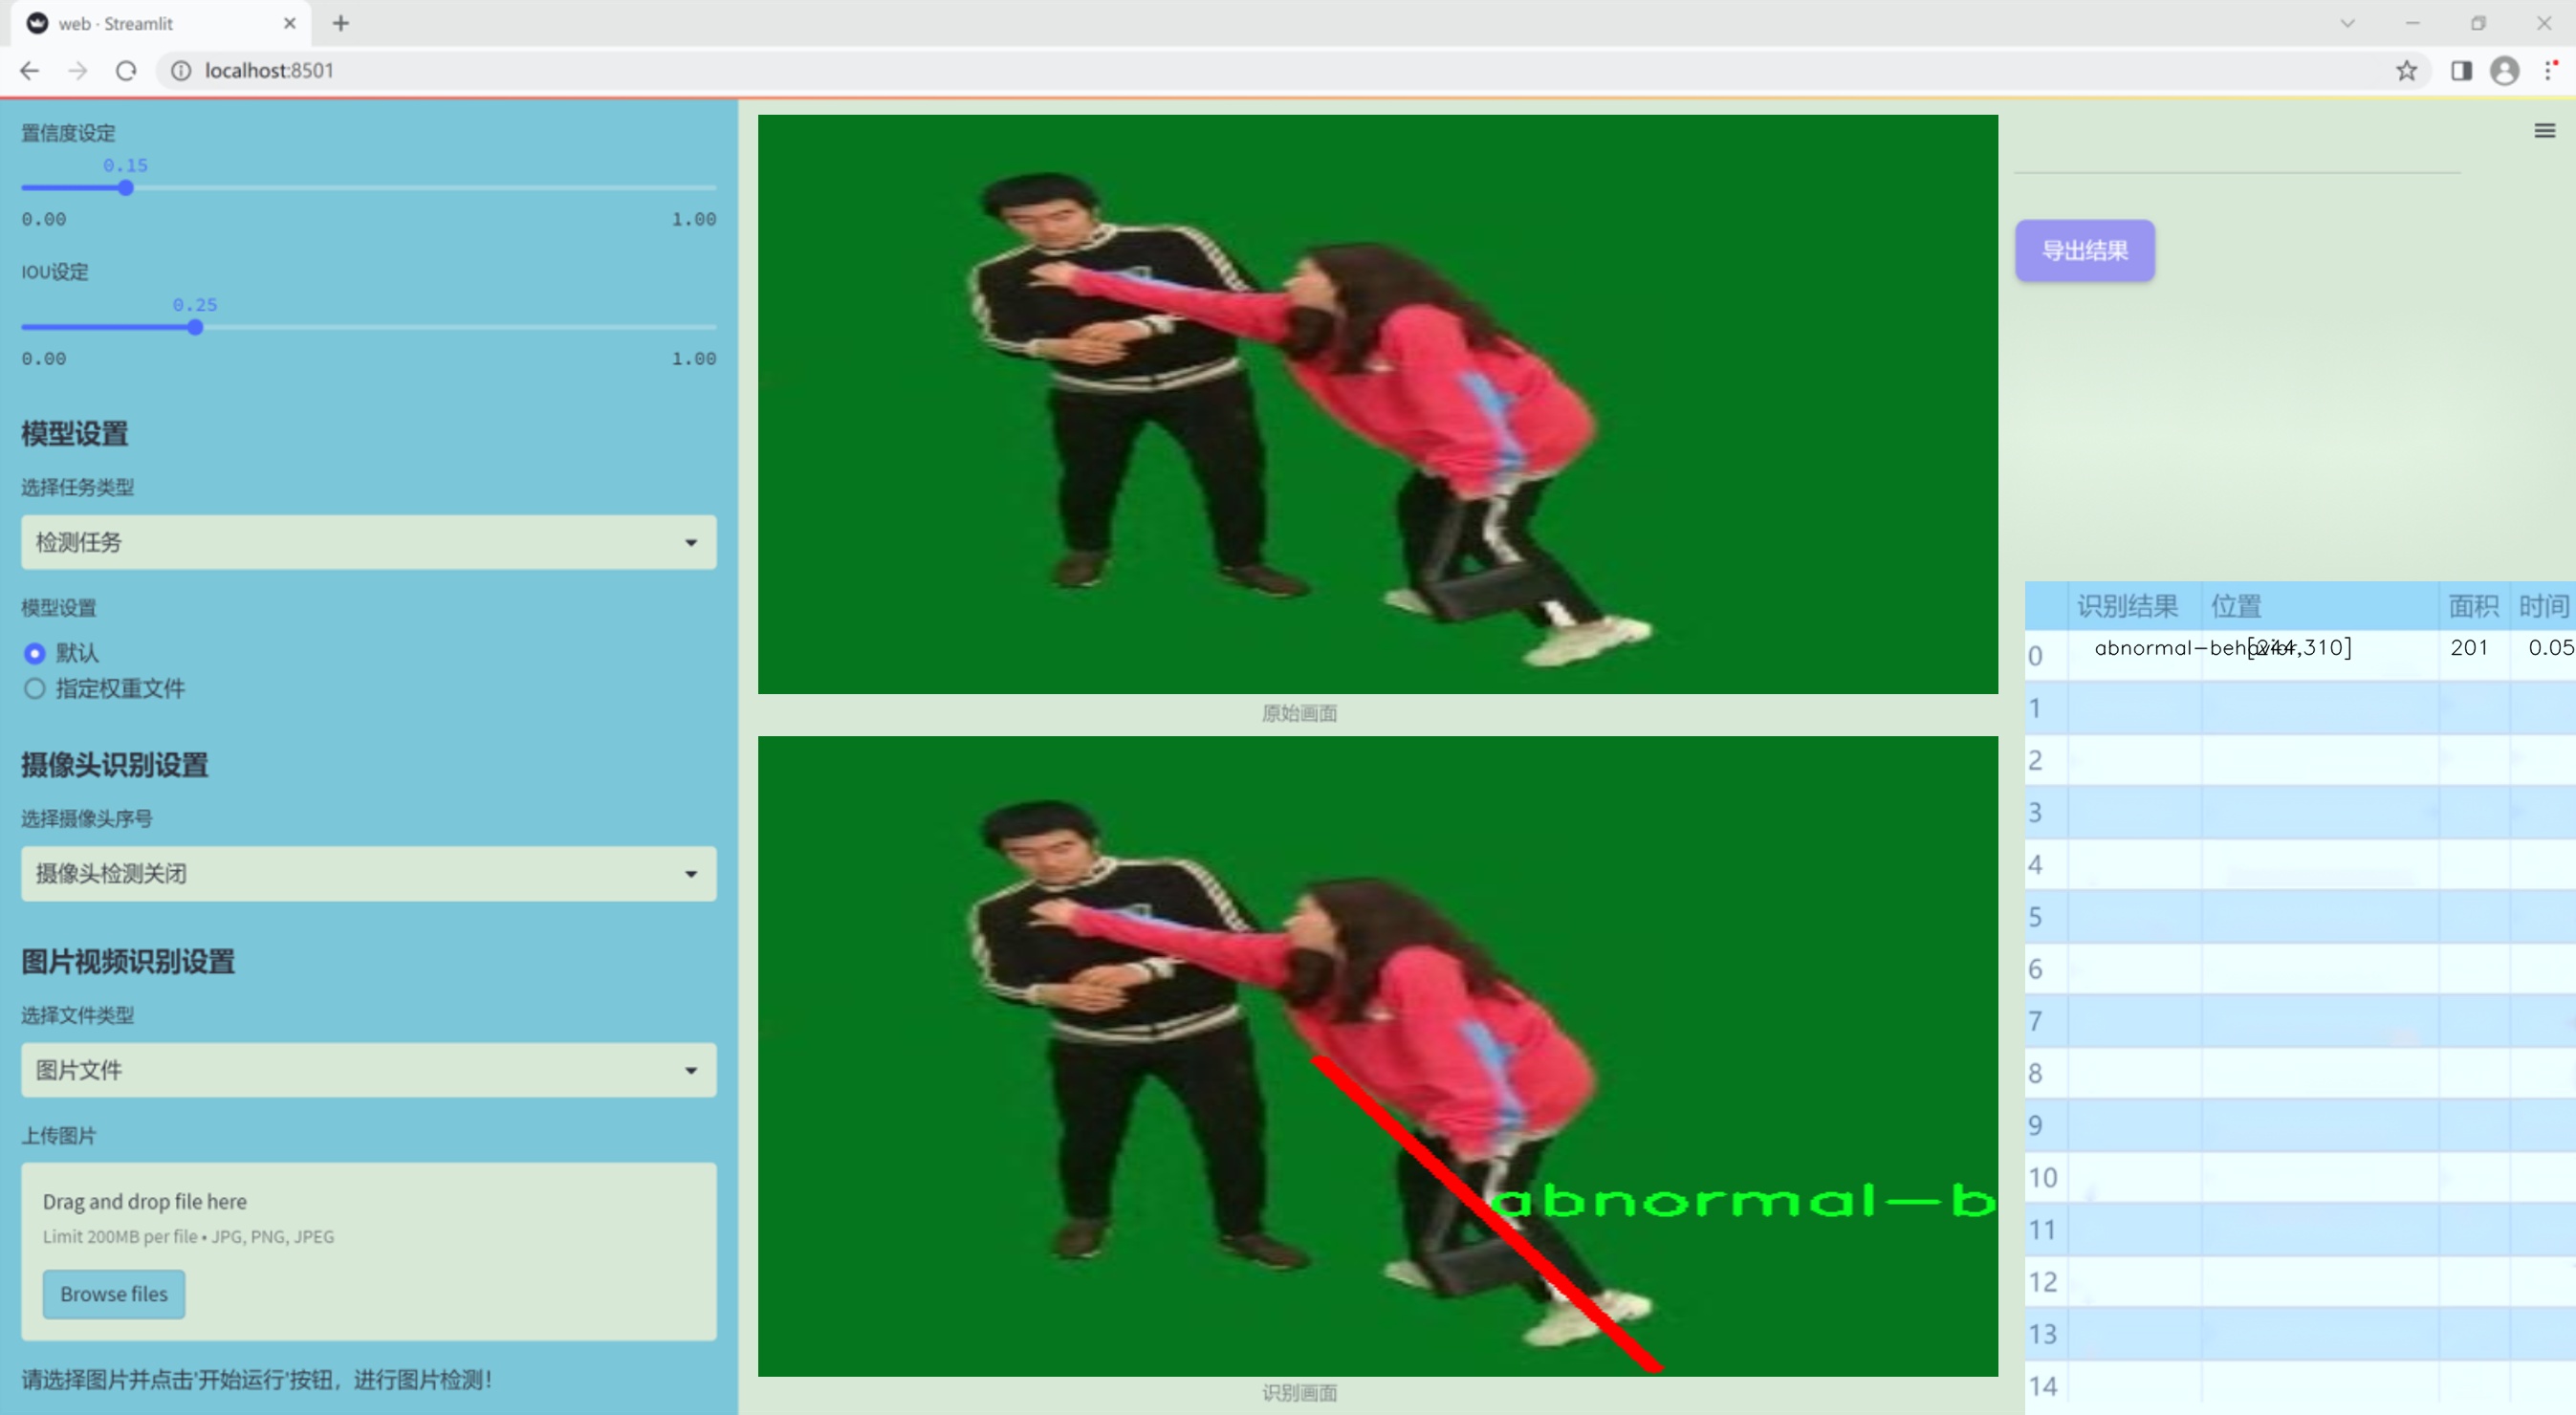 web · Streamlit
localhost:8501
置信度设定
0.15
0.00 1.00
IOU设定
0.25
0.00 1.00
模型设置
选择任务类型
检测任务
模型设置
默认
指定权重文件
摄像头识别设置
选择摄像头序号
摄像头检测关闭
图片视频识别设置
选择文件类型
图片文件
上传图片
Drag and drop file here
Limit 200MB per file • JPG, PNG, JPEG
Browse files
请选择图片并点击'开始运行'按钮，进行图片检测！
原始画面
abnormal-b
识别画面
导出结果
识别结果 位置 面积 时间
0 abnormal-behavior [244,310] 201 0.05
1
2
3
4
5
6
7
8
9
10
11
12
13
14